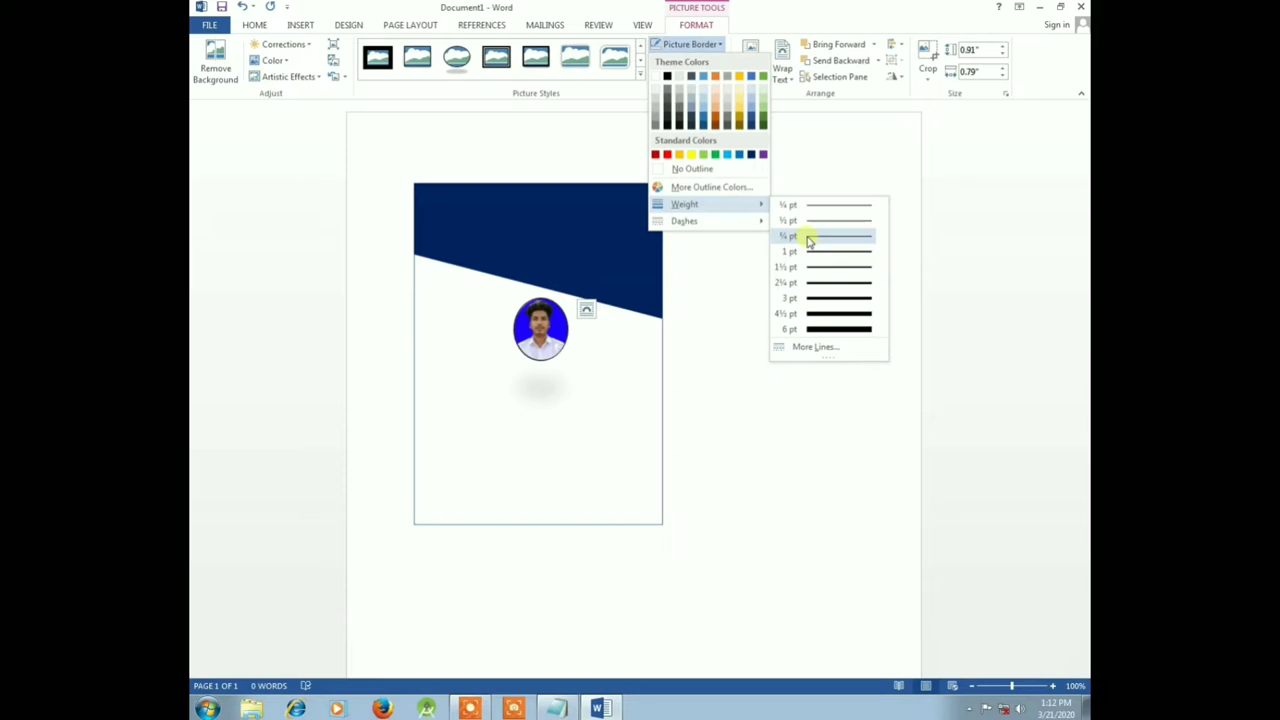 Document1 - Word
PICTURE TOOLS
Sign in
FILE HOME INSERT DESIGN PAGE LAYOUT REFERENCES MAILINGS REVIEW VIEW FORMAT
Remove Background
Corrections
Color
Artistic Effects
Adjust
Picture Styles
Picture Border
Wrap Text
Bring Forward
Send Backward
Selection Pane
Arrange
Crop
0.91"
0.79"
Size
Theme Colors
Standard Colors
No Outline
More Outline Colors...
Weight
Dashes
¼ pt
½ pt
¾ pt
1 pt
1½ pt
2¼ pt
3 pt
4½ pt
6 pt
More Lines...
PAGE 1 OF 1 0 WORDS
100%
1:12 PM
3/21/2020